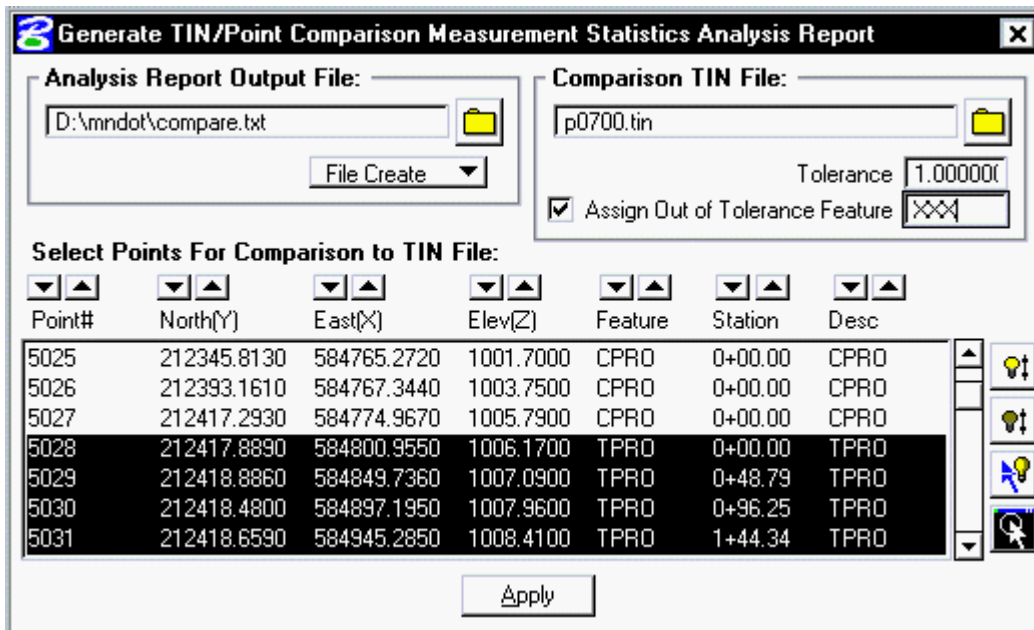 Generate TIN/Point Comparison Measurement Statistics Analysis Report
Analysis Report Output File:
D:\mndot\compare.txt
File Create
Comparison TIN File:
p0700.tin
Tolerance 1.000000
Assign Out of Tolerance Feature XXX
Select Points For Comparison to TIN File:
Point# North(Y) East(X) Elev(Z) Feature Station Desc
5025 212345.8130 584765.2720 1001.7000 CPRO 0+00.00 CPRO
5026 212393.1610 584767.3440 1003.7500 CPRO 0+00.00 CPRO
5027 212417.2930 584774.9670 1005.7900 CPRO 0+00.00 CPRO
5028 212417.8890 584800.9550 1006.1700 TPRO 0+00.00 TPRO
5029 212418.8860 584849.7360 1007.0900 TPRO 0+48.79 TPRO
5030 212418.4800 584897.1950 1007.9600 TPRO 0+96.25 TPRO
5031 212418.6590 584945.2850 1008.4100 TPRO 1+44.34 TPRO
Apply